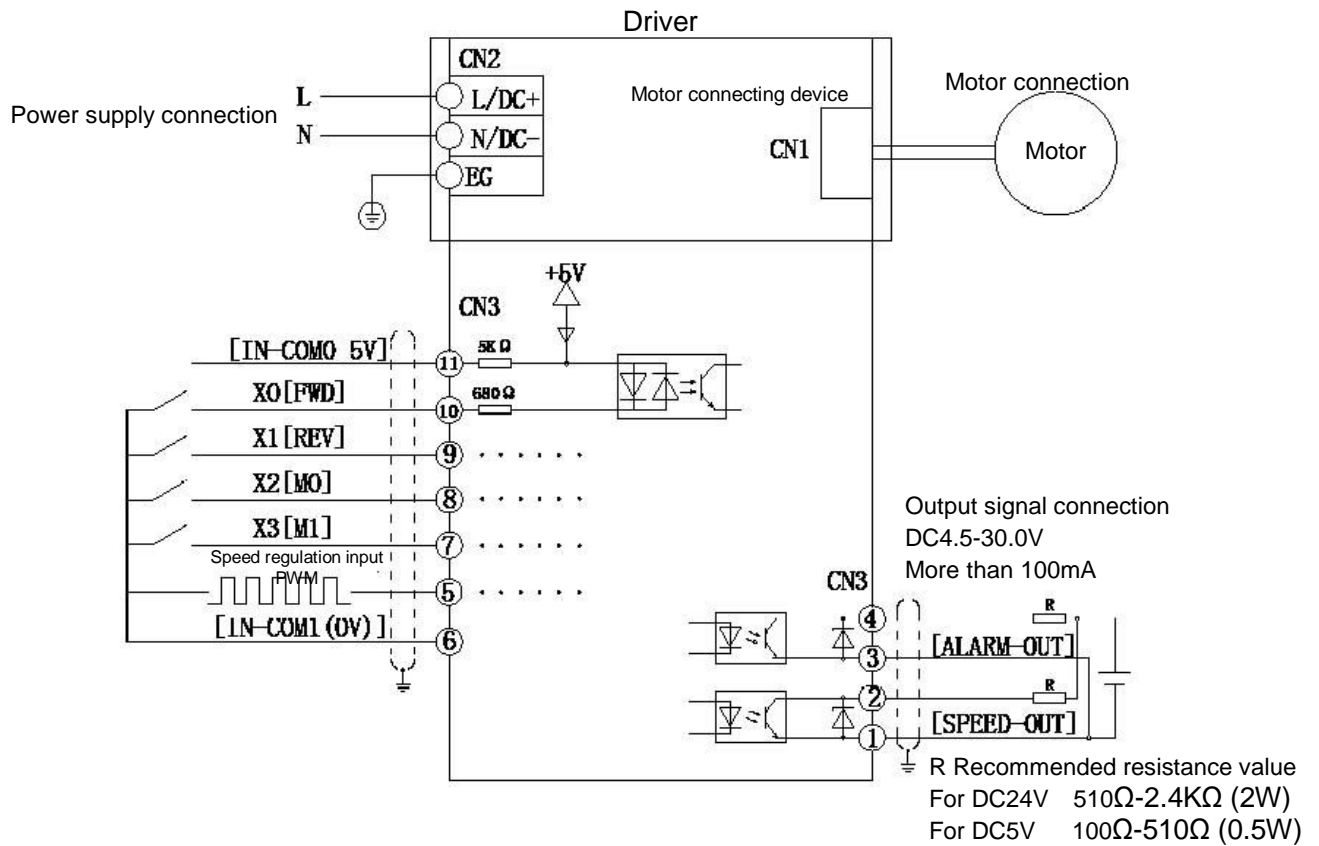 Driver
CN2
L
L/DC+
Motor connecting device
Motor connection
Power supply connection
N
N/DC-
CN1
Motor
EG
+5V
CN3
[IN-COM0 5V]
11
5KΩ
X0[FWD]
10
680Ω
X1[REV]
9
X2[M0]
8
X3[M1]
7
Speed regulation input
PWM
5
[IN-COM1(0V)]
6
Output signal connection
DC4.5-30.0V
More than 100mA
CN3
4
R
3
[ALARM-OUT]
2
R
1
[SPEED-OUT]
R Recommended resistance value
For DC24V 510Ω-2.4KΩ (2W)
For DC5V 100Ω-510Ω (0.5W)